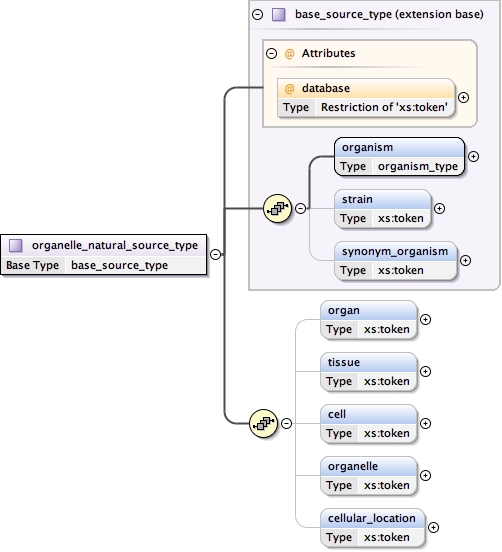 base_source_type (extension base)
@ Attributes
@ database
Type Restriction of 'xs:token'
organism
Type organism_type
strain
Type xs:token
synonym_organism
Type xs:token
organelle_natural_source_type
Base Type base_source_type
organ
Type xs:token
tissue
Type xs:token
cell
Type xs:token
organelle
Type xs:token
cellular_location
Type xs:token